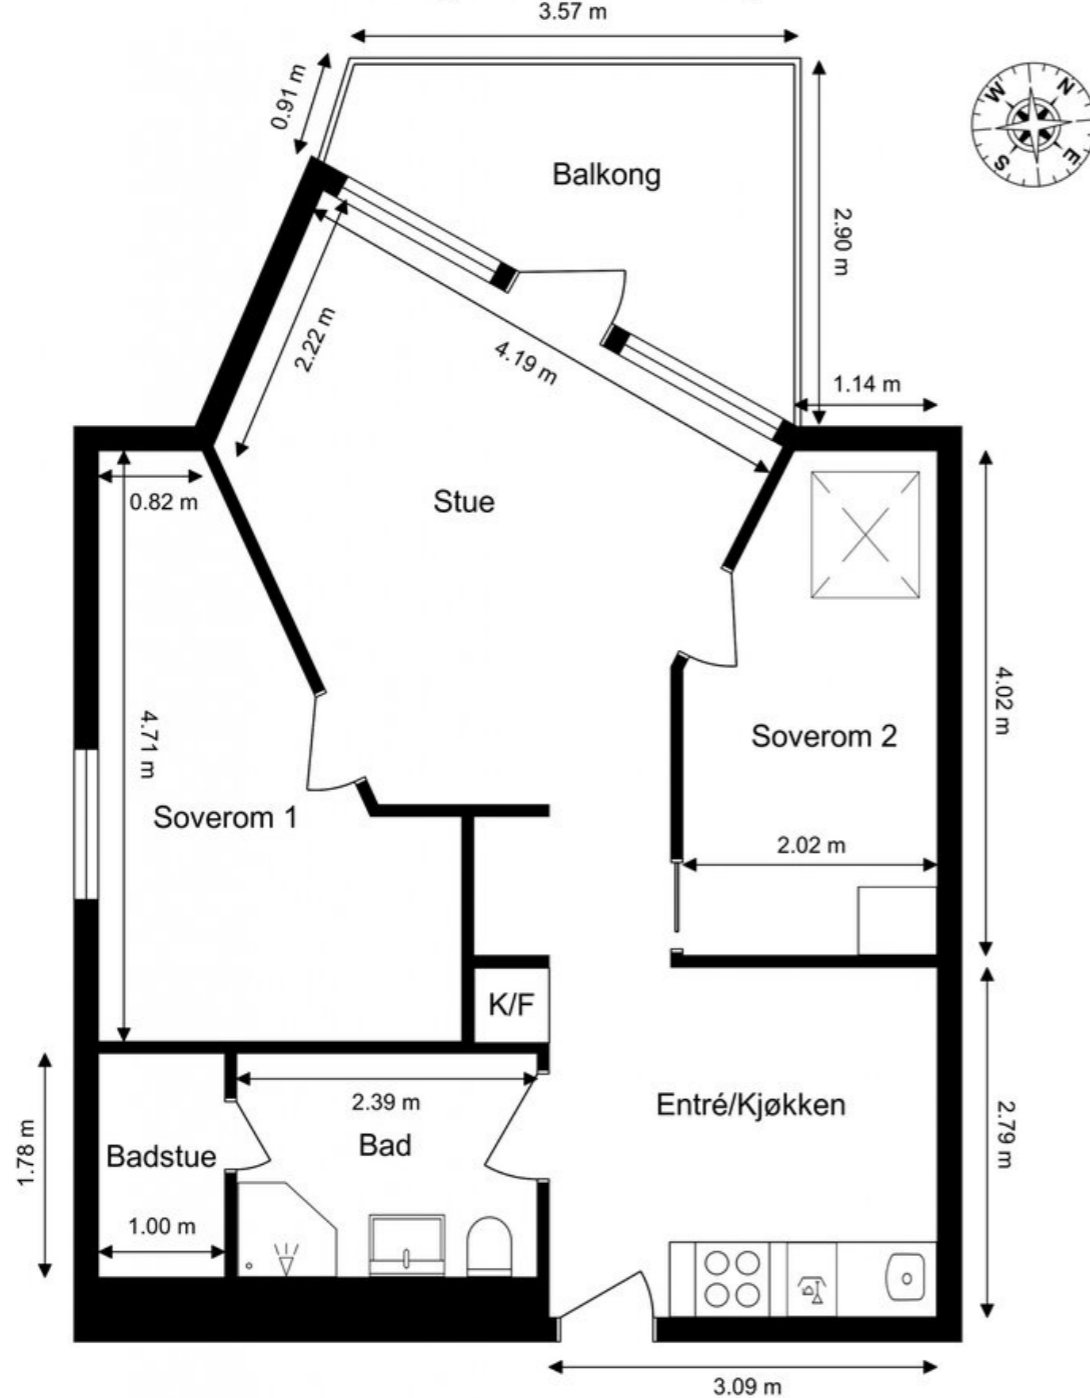 3.57 m
0.91 m
N
W
E
S
Balkong
2.90 m
2.22 m
4.19 m
1.14 m
0.82 m
Stue
4.71 m
4.02 m
Soverom 2
Soverom 1
2.02 m
K/F
2.39 m
Entré/Kjøkken
Bad
Badstue
1.78 m
2.79 m
1.00 m
3.09 m